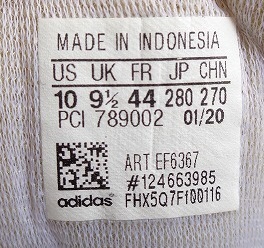 MADE IN INDONESIA
US UK FR JP CHN
10 9½ 44 280 270
PCI 789002 01/20
ART EF6367
#124663985
adidas FHX5Q7F100116